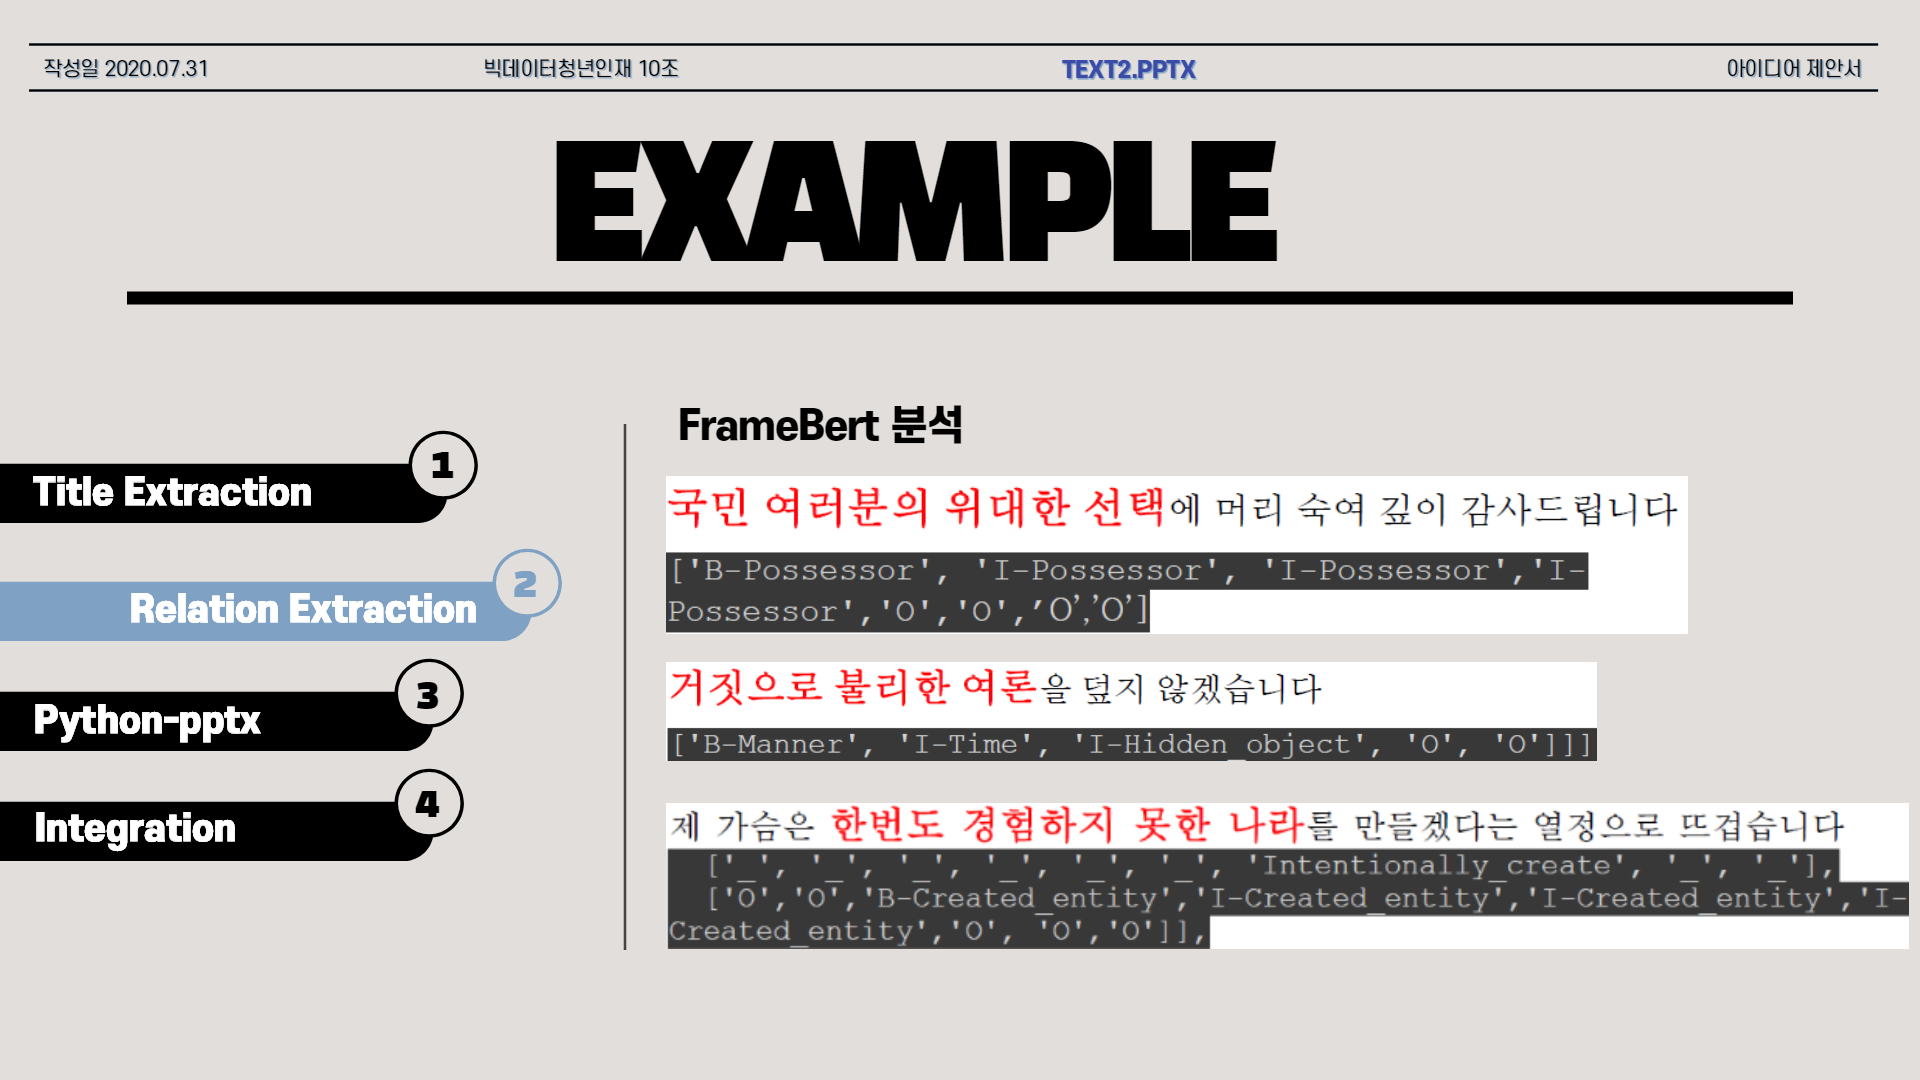 작성일 2020.07.31
빅데이터청년인재 10조
TEXT2.PPTX
아이디어 제안서
EXAMPLE
Title Extraction
1
Relation Extraction
2
Python-pptx
3
Integration
4
FrameBert 분석
국민 여러분의 위대한 선택에 머리 숙여 깊이 감사드립니다
['B-Possessor', 'I-Possessor', 'I-Possessor','I-
Possessor','O','O','O’,’O’]
거짓으로 불리한 여론을 덮지 않겠습니다
['B-Manner', 'I-Time', 'I-Hidden_object', 'O', 'O']]]
제 가슴은 한번도 경험하지 못한 나라를 만들겠다는 열정으로 뜨겁습니다
['_', '_', '_', '_', '_', '_', 'Intentionally_create', '_', '_'],
['O','O','B-Created_entity','I-Created_entity','I-Created_entity','I-
Created_entity','O', 'O','O']],